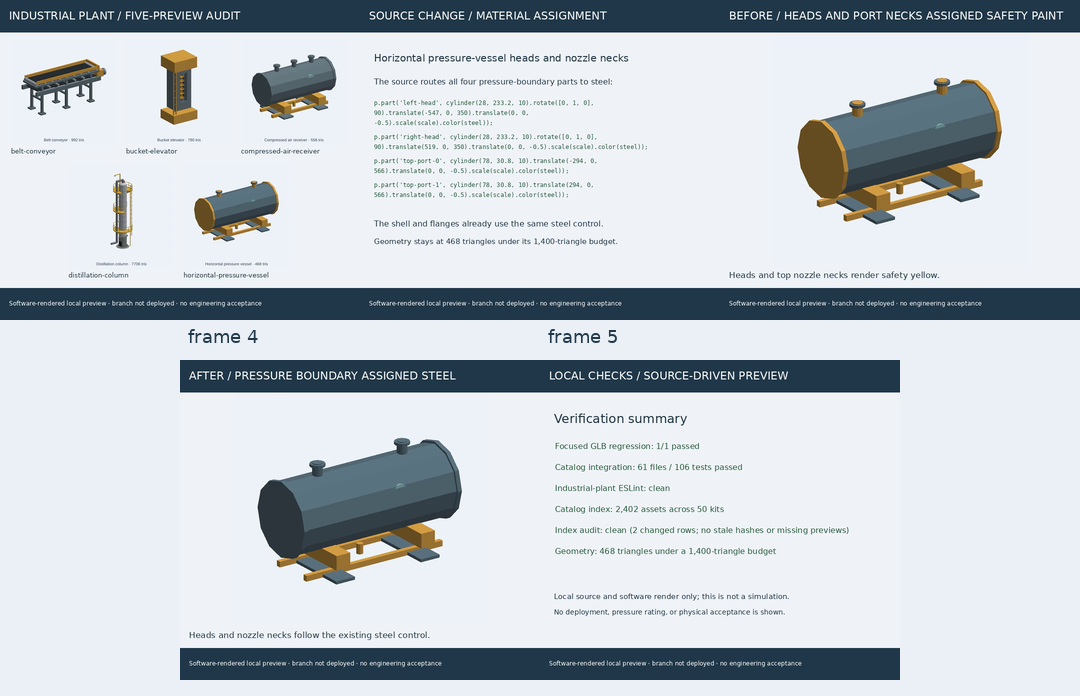 INDUSTRIAL PLANT / FIVE-PREVIEW AUDIT
Belt conveyor · 992 tris
belt-conveyor
Bucket elevator · 780 tris
bucket-elevator
compressed-air-receiver
distillation-column
Horizontal pressure vessel · 468 tris
horizontal-pressure-vessel
Software-rendered local preview · branch not deployed · no engineering acceptance
SOURCE CHANGE / MATERIAL ASSIGNMENT
Horizontal pressure-vessel heads and nozzle necks
The source routes all four pressure-boundary parts to steel:
p.part('left-head', cylinder(28, 233.2, 10).rotate([0, 1, 0],
90).translate(-547, 0, 350).translate(0, 0,
-0.5).scale(scale).color(steel));
p.part('right-head', cylinder(28, 233.2, 10).rotate([0, 1, 0],
90).translate(519, 0, 350).translate(0, 0, -0.5).scale(scale).color(steel));
p.part('top-port-0', cylinder(78, 30.8, 10).translate(-294, 0,
566).translate(0, 0, -0.5).scale(scale).color(steel));
p.part('top-port-1', cylinder(78, 30.8, 10).translate(294, 0,
566).translate(0, 0, -0.5).scale(scale).color(steel));
The shell and flanges already use the same steel control.
Geometry stays at 468 triangles under its 1,400-triangle budget.
Software-rendered local preview · branch not deployed · no engineering acceptance
BEFORE / HEADS AND PORT NECKS ASSIGNED SAFETY PAINT
Heads and top nozzle necks render safety yellow.
Software-rendered local preview · branch not deployed · no engineering acceptance
frame 4
AFTER / PRESSURE BOUNDARY ASSIGNED STEEL
Heads and nozzle necks follow the existing steel control.
Software-rendered local preview · branch not deployed · no engineering acceptance
frame 5
LOCAL CHECKS / SOURCE-DRIVEN PREVIEW
Verification summary
Focused GLB regression: 1/1 passed
Catalog integration: 61 files / 106 tests passed
Industrial-plant ESLint: clean
Catalog index: 2,402 assets across 50 kits
Index audit: clean (2 changed rows; no stale hashes or missing previews)
Geometry: 468 triangles under a 1,400-triangle budget
Local source and software render only; this is not a simulation.
No deployment, pressure rating, or physical acceptance is shown.
Software-rendered local preview · branch not deployed · no engineering acceptance